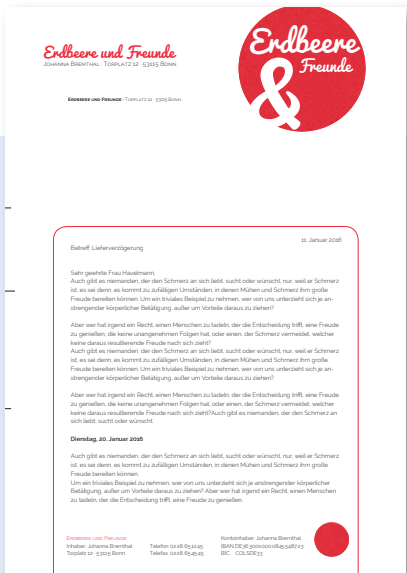 Erdbeere und Freunde
Johanna Bremthal · Torplatz 12 · 53115 Bonn
Erdbeere & Freunde
Erdbeere und Freunde · Torplatz 12 · 53115 Bonn
11. Januar 2016
Betreff: Lieferverzögerung
Sehr geehrte Frau Havelmann,
Auch gibt es niemanden, der den Schmerz an sich liebt, sucht oder wünscht, nur, weil er Schmerz
ist, es sei denn, es kommt zu zufälligen Umständen, in denen Mühen und Schmerz ihm große
Freude bereiten können. Um ein triviales Beispiel zu nehmen, wer von uns unterzieht sich je an-
strengender körperlicher Betätigung, außer um Vorteile daraus zu ziehen?
Aber wer hat irgend ein Recht, einen Menschen zu tadeln, der die Entscheidung trifft, eine Freude
zu genießen, die keine unangenehmen Folgen hat, oder einen, der Schmerz vermeidet, welcher
keine daraus resultierende Freude nach sich zieht?
Auch gibt es niemanden, der den Schmerz an sich liebt, sucht oder wünscht, nur, weil er Schmerz
ist, es sei denn, es kommt zu zufälligen Umständen, in denen Mühen und Schmerz ihm große
Freude bereiten können. Um ein triviales Beispiel zu nehmen, wer von uns unterzieht sich je an-
strengender körperlicher Betätigung, außer um Vorteile daraus zu ziehen?
Aber wer hat irgend ein Recht, einen Menschen zu tadeln, der die Entscheidung trifft, eine Freude
zu genießen, die keine unangenehmen Folgen hat, oder einen, der Schmerz vermeidet, welcher
keine daraus resultierende Freude nach sich zieht?Auch gibt es niemanden, der den Schmerz an
sich liebt, sucht oder wünscht.
Dienstag, 20. Januar 2016
Auch gibt es niemanden, der den Schmerz an sich liebt, sucht oder wünscht, nur, weil er Schmerz
ist, es sei denn, es kommt zu zufälligen Umständen, in denen Mühen und Schmerz ihm große
Freude bereiten können.
Um ein triviales Beispiel zu nehmen, wer von uns unterzieht sich je anstrengender körperlicher
Betätigung, außer um Vorteile daraus zu ziehen? Aber wer hat irgend ein Recht, einen Menschen
zu tadeln, der die Entscheidung trifft, eine Freude zu genießen.
Erdbeere und Freunde
Inhaber: Johanna Bremthal
Torplatz 12 · 53115 Bonn
Telefon
Telefax
Kontoinhaber: Johanna Bremthal
IBAN
BIC COLSDE33